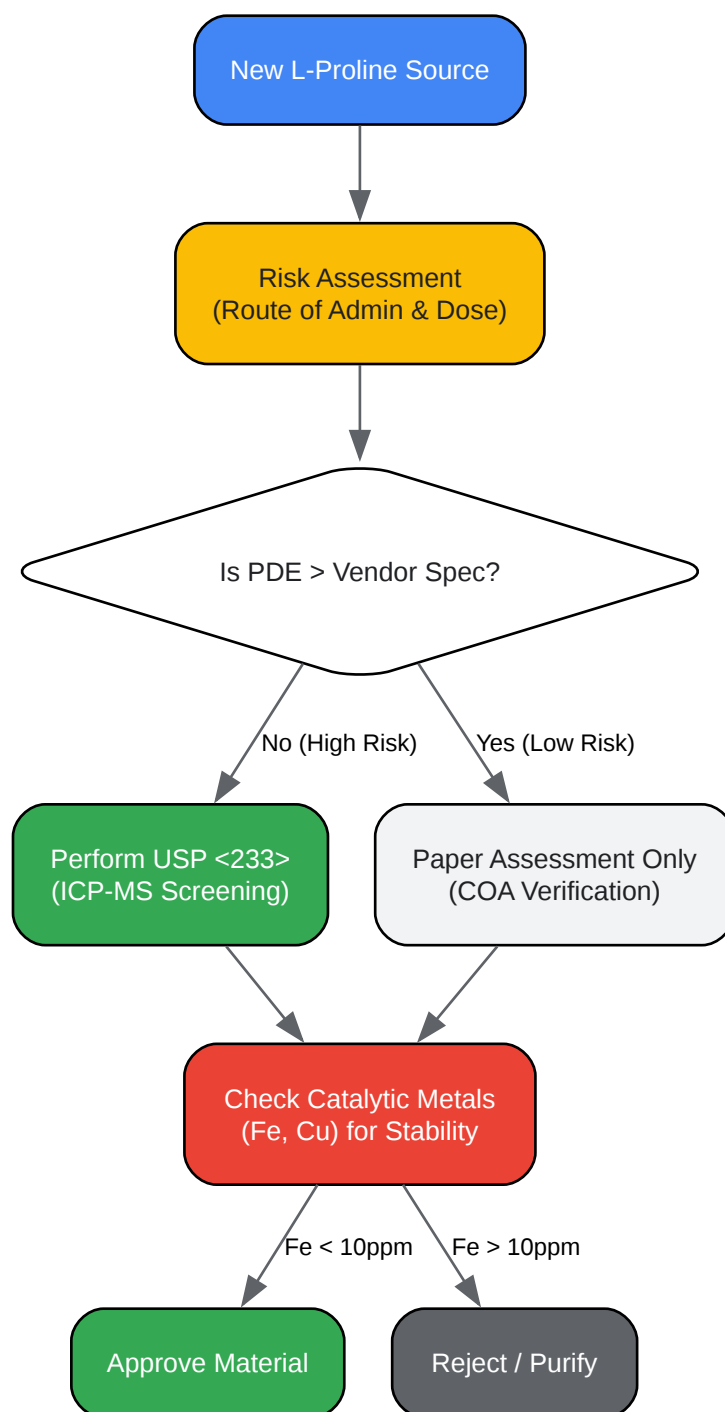 New L-Proline Source
Risk Assessment
(Route of Admin & Dose)
Is PDE > Vendor Spec?
No (High Risk)
Yes (Low Risk)
Perform USP <233>
(ICP-MS Screening)
Paper Assessment Only
(COA Verification)
Check Catalytic Metals
(Fe, Cu) for Stability
Fe < 10ppm
Fe > 10ppm
Approve Material
Reject / Purify